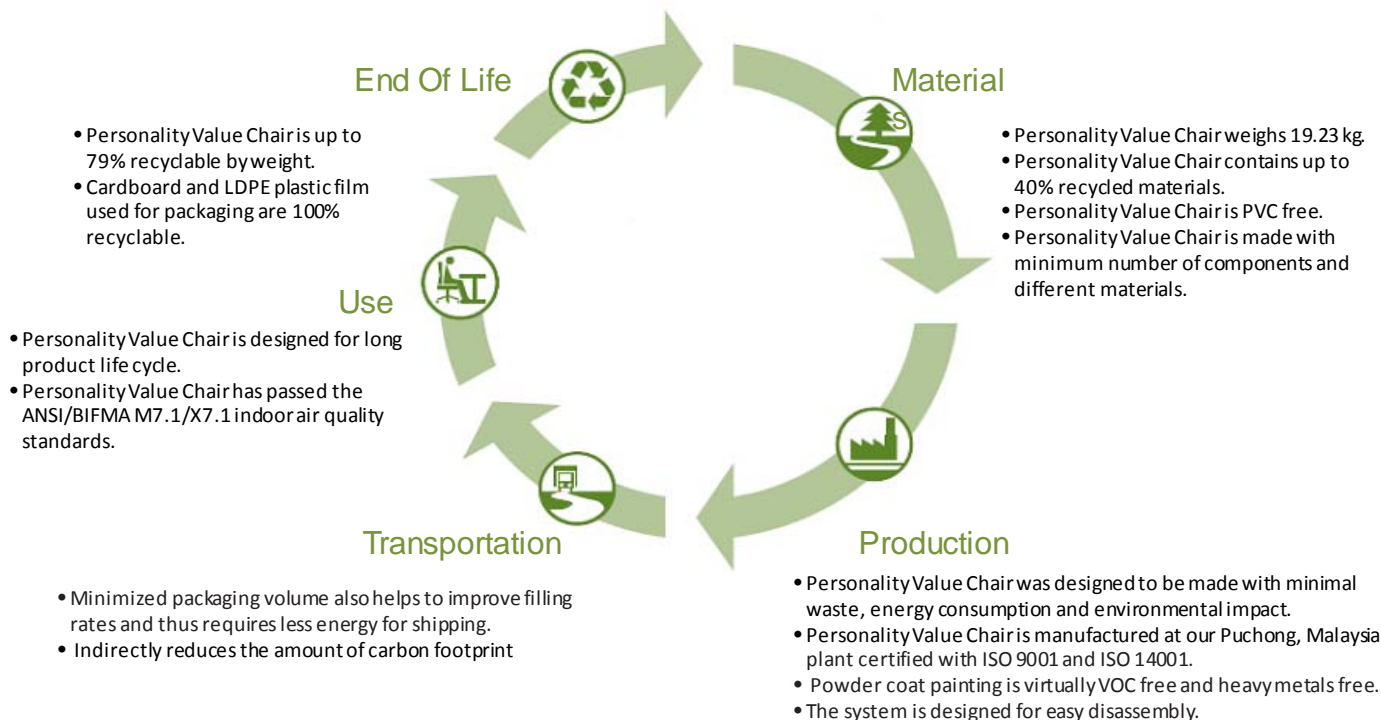 End Of Life
• Personality Value Chair is up to
79% recyclable by weight.
• Cardboard and LDPE plastic film
used for packaging are 100%
recyclable.
Material
s
• Personality Value Chair weighs 19.23 kg.
• Personality Value Chair contains up to
40% recycled materials.
• Personality Value Chair is PVC free.
• Personality Value Chair is made with
minimum number of components and
different materials.
Use
• Personality Value Chair is designed for long
product life cycle.
• Personality Value Chair has passed the
ANSI/BIFMA M7.1/X7.1 indoor air quality
standards.
Transportation
• Minimized packaging volume also helps to improve filling
rates and thus requires less energy for shipping.
• Indirectly reduces the amount of carbon footprint
Production
• Personality Value Chair was designed to be made with minimal
waste, energy consumption and environmental impact.
• Personality Value Chair is manufactured at our Puchong, Malaysia
plant certified with ISO 9001 and ISO 14001.
• Powder coat painting is virtually VOC free and heavy metals free.
• The system is designed for easy disassembly.